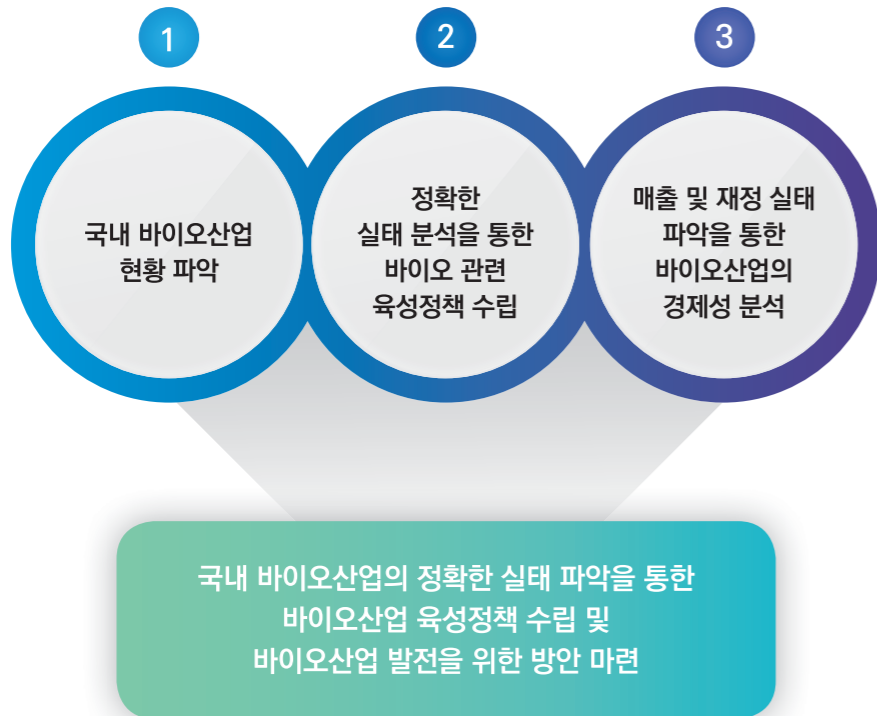 1
2
3
국내 바이오산업
현황 파악
정확한
실태 분석을 통한
바이오 관련
육성정책 수립
매출 및 재정 실태
파악을 통한
바이오산업의
경제성 분석
국내 바이오산업의 정확한 실태 파악을 통한
바이오산업 육성정책 수립 및
바이오산업 발전을 위한 방안 마련